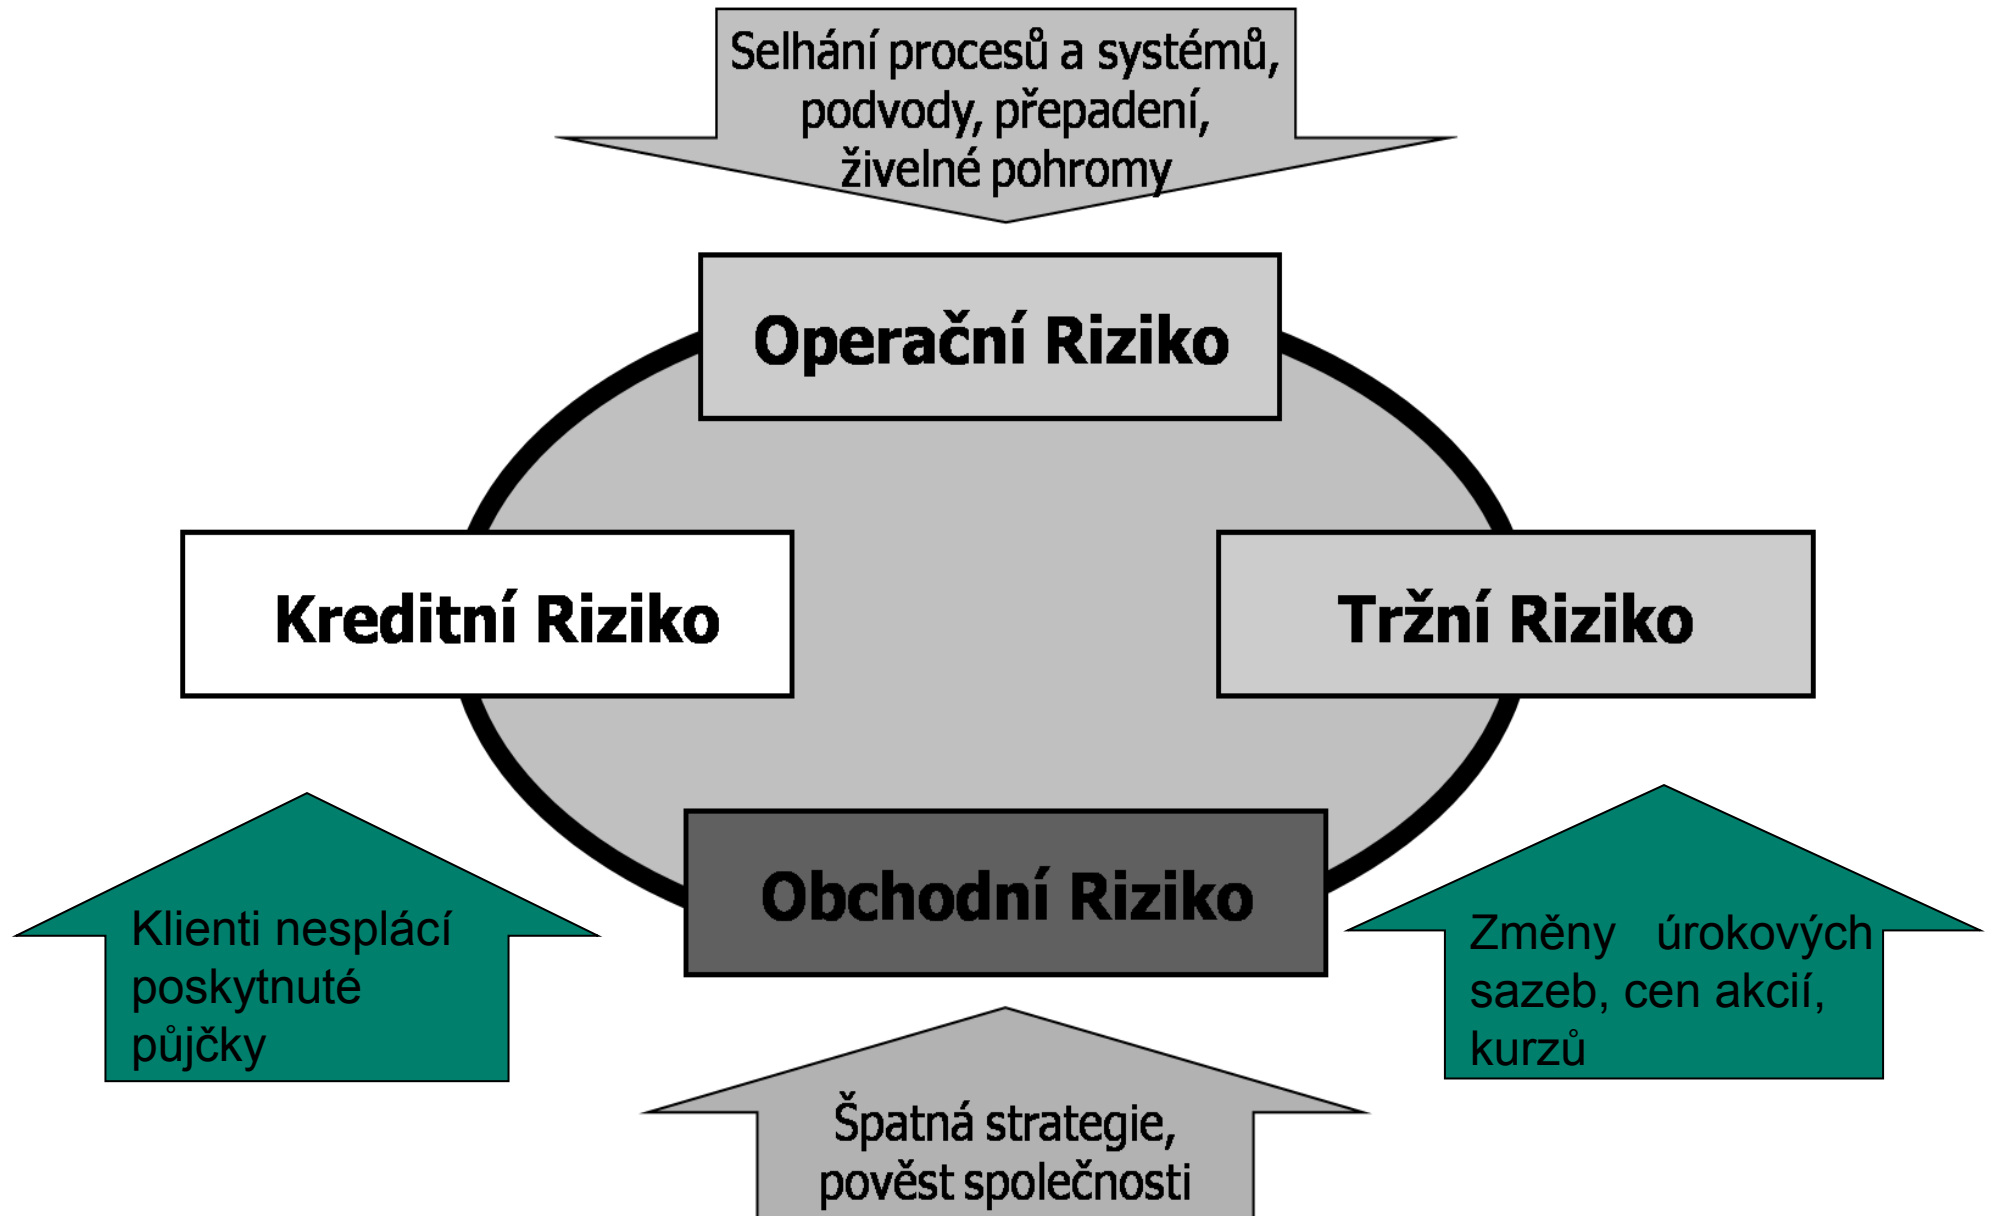 Selhání procesů a systémů,
podvody, přepadení,
živelné pohromy
Operační Riziko
Kreditní Riziko
Tržní Riziko
Obchodní Riziko
Klienti nesplácí
poskytnuté
půjčky
Změny úrokových
sazeb, cen akcií,
kurzů
Špatná strategie,
pověst společnosti